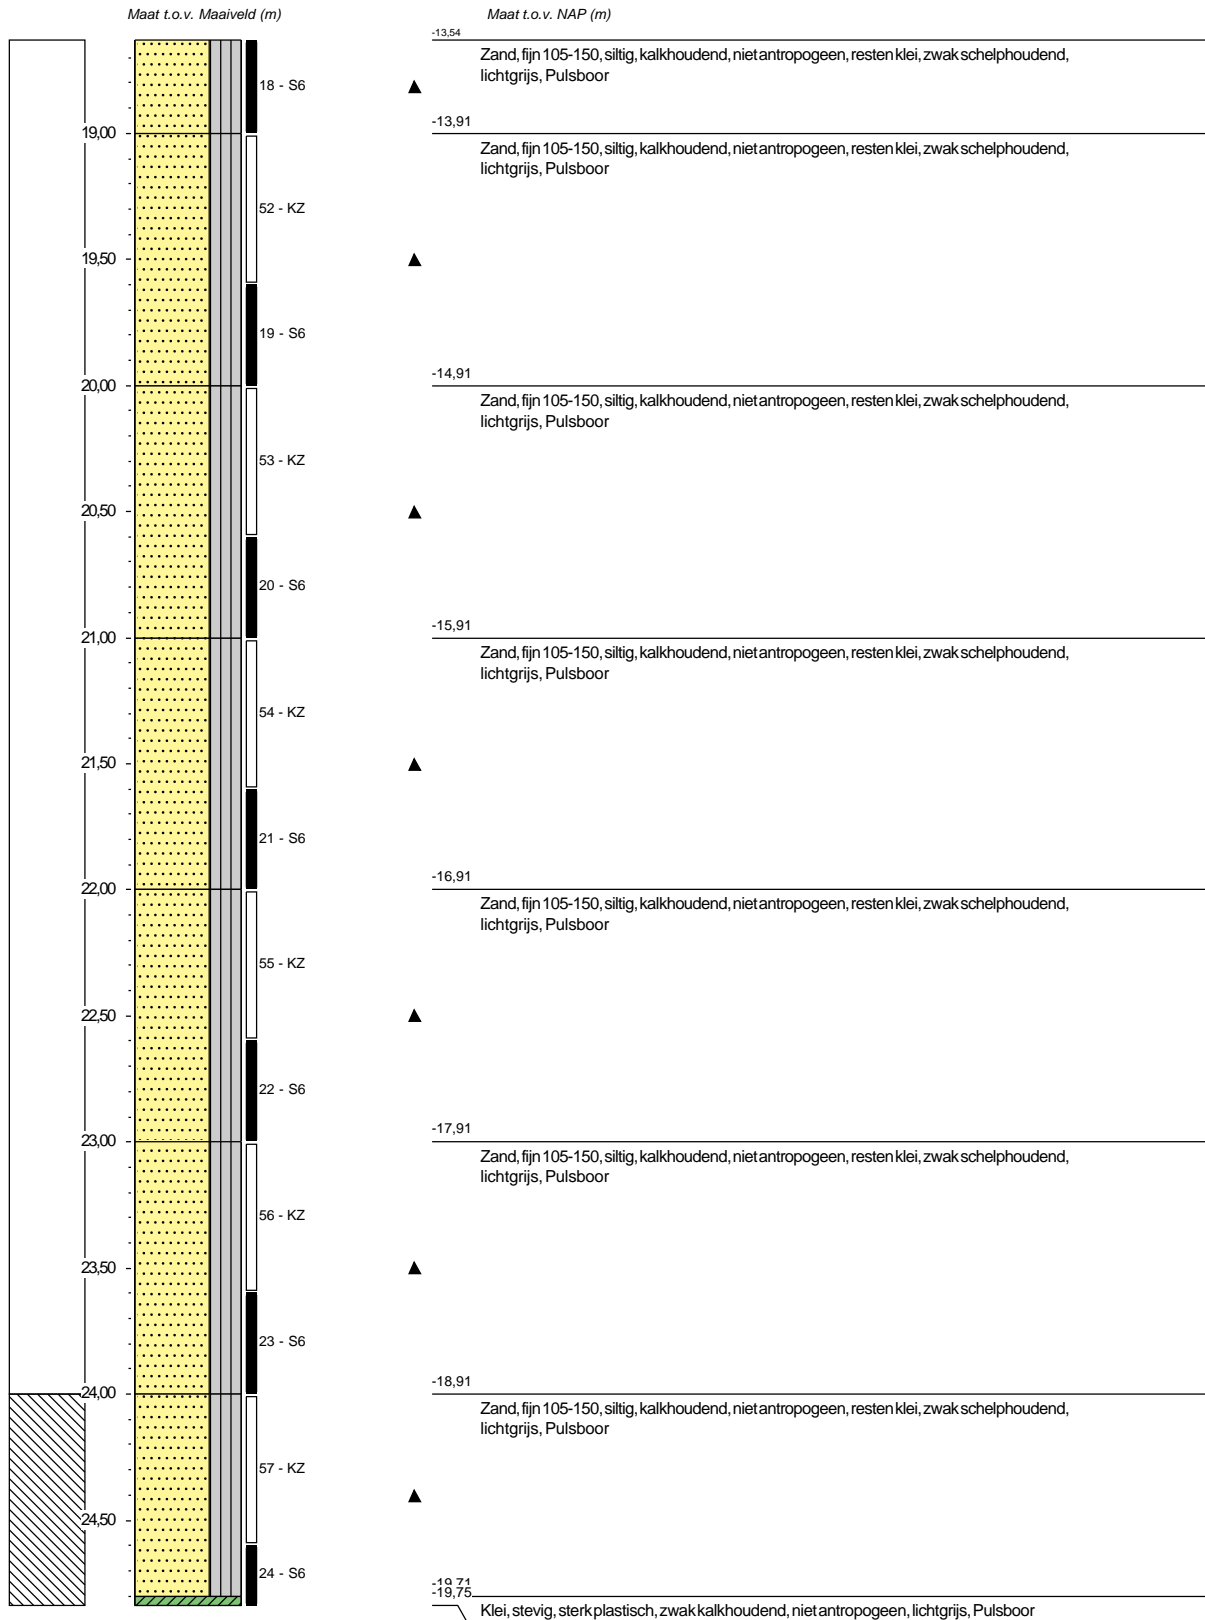 Maat t.o.v. Maaiveld (m)
Maat t.o.v. NAP (m)
-13,54
Zand, fijn 105-150, siltig, kalkhoudend, niet antropogeen, resten klei, zwak schelphoudend,
lichtgrijs, Pulsboor
18 - S6
19,00
-13,91
Zand, fijn 105-150, siltig, kalkhoudend, niet antropogeen, resten klei, zwak schelphoudend,
lichtgrijs, Pulsboor
52 - KZ
19,50
19 - S6
20,00
-14,91
Zand, fijn 105-150, siltig, kalkhoudend, niet antropogeen, resten klei, zwak schelphoudend,
lichtgrijs, Pulsboor
53 - KZ
20,50
20 - S6
21,00
-15,91
Zand, fijn 105-150, siltig, kalkhoudend, niet antropogeen, resten klei, zwak schelphoudend,
lichtgrijs, Pulsboor
54 - KZ
21,50
21 - S6
22,00
-16,91
Zand, fijn 105-150, siltig, kalkhoudend, niet antropogeen, resten klei, zwak schelphoudend,
lichtgrijs, Pulsboor
55 - KZ
22,50
22 - S6
23,00
-17,91
Zand, fijn 105-150, siltig, kalkhoudend, niet antropogeen, resten klei, zwak schelphoudend,
lichtgrijs, Pulsboor
56 - KZ
23,50
23 - S6
24,00
-18,91
Zand, fijn 105-150, siltig, kalkhoudend, niet antropogeen, resten klei, zwak schelphoudend,
lichtgrijs, Pulsboor
57 - KZ
24,50
24 - S6
-19,71
-19,75
Klei, stevig, sterk plastisch, zwak kalkhoudend, niet antropogeen, lichtgrijs, Pulsboor